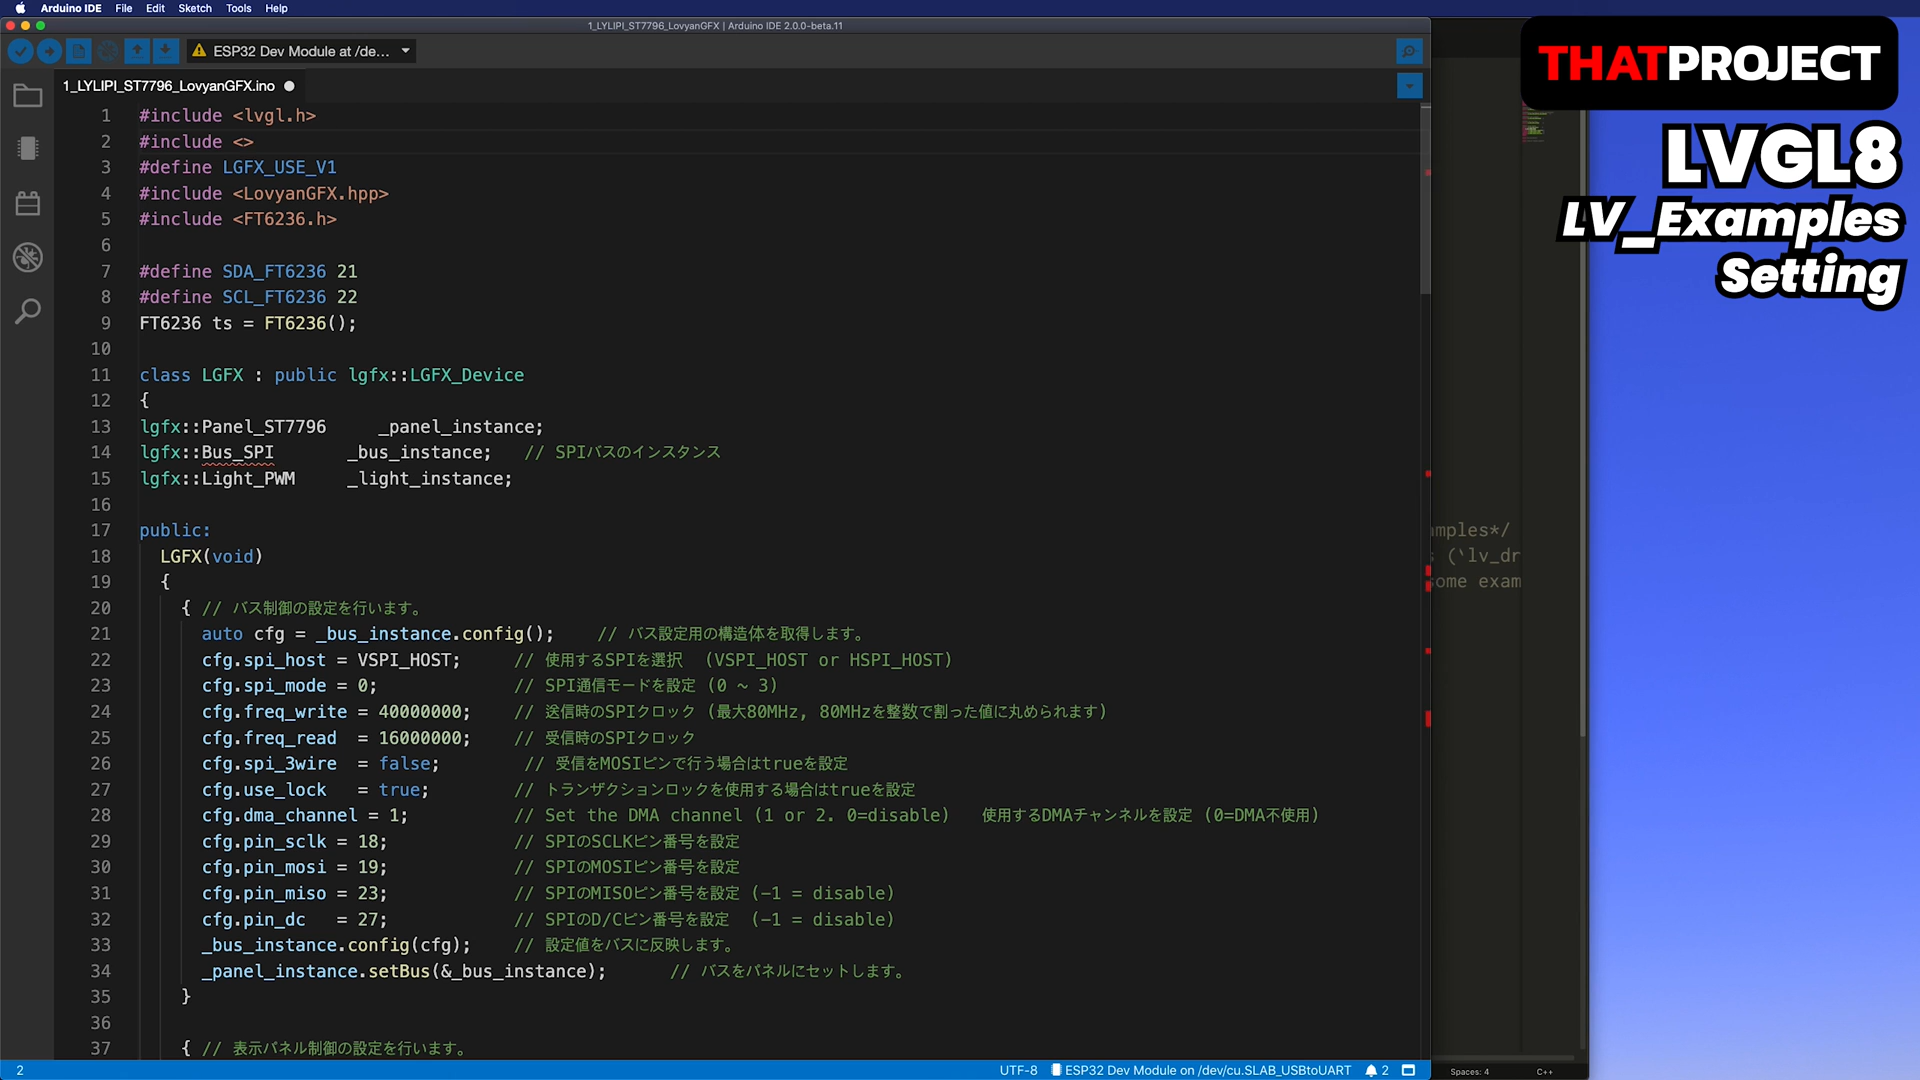 Arduino IDE File Edit Sketch Tools Help
1_LYLIPI_ST7796_LovyanGFX | Arduino IDE 2.0.0-beta.11
ESP32 Dev Module at /de...
1_LYLIPI_ST7796_LovyanGFX.ino
THATPROJECT
LVGL8
LV_Examples
Setting
1 #include <lvgl.h>
2 #include <>
3 #define LGFX_USE_V1
4 #include <LovyanGFX.hpp>
5 #include <FT6236.h>
6
7 #define SDA_FT6236 21
8 #define SCL_FT6236 22
9 FT6236 ts = FT6236();
10
11 class LGFX : public lgfx::LGFX_Device
12 {
13 lgfx::Panel_ST7796 _panel_instance;
14 lgfx::Bus_SPI _bus_instance; // SPIバスのインスタンス
15 lgfx::Light_PWM _light_instance;
16
17 public:
18 LGFX(void)
19 {
20 { // バス制御の設定を行います。
21 auto cfg = _bus_instance.config(); // バス設定用の構造体を取得します。
22 cfg.spi_host = VSPI_HOST; // 使用するSPIを選択 (VSPI_HOST or HSPI_HOST)
23 cfg.spi_mode = 0; // SPI通信モードを設定 (0 ~ 3)
24 cfg.freq_write = 40000000; // 送信時のSPIクロック (最大80MHz, 80MHzを整数で割った値に丸められます)
25 cfg.freq_read = 16000000; // 受信時のSPIクロック
26 cfg.spi_3wire = false; // 受信をMOSIピンで行う場合はtrueを設定
27 cfg.use_lock = true; // トランザクションロックを使用する場合はtrueを設定
28 cfg.dma_channel = 1; // Set the DMA channel (1 or 2. 0=disable) 使用するDMAチャンネルを設定 (0=DMA不使用)
29 cfg.pin_sclk = 18; // SPIのSCLKピン番号を設定
30 cfg.pin_mosi = 19; // SPIのMOSIピン番号を設定
31 cfg.pin_miso = 23; // SPIのMISOピン番号を設定 (-1 = disable)
32 cfg.pin_dc = 27; // SPIのD/Cピン番号を設定 (-1 = disable)
33 _bus_instance.config(cfg); // 設定値をバスに反映します。
34 _panel_instance.setBus(&_bus_instance); // バスをパネルにセットします。
35 }
36
37 { // 表示パネル制御の設定を行います。
mples*/
(`lv_dr
ome exam
2 UTF-8 ESP32 Dev Module on /dev/cu.SLAB_USBtoUART 2
Spaces: 4 C++